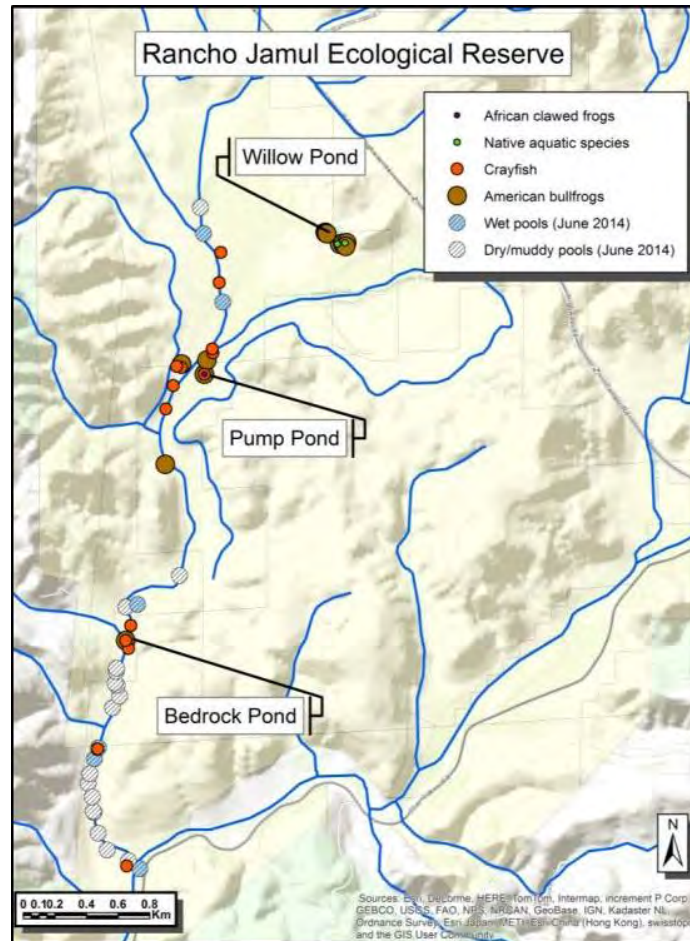 Rancho Jamul Ecological Reserve
African clawed frogs
Native aquatic species
Crayfish
American bullfrogs
Wet pools (June 2014)
Dry/muddy pools (June 2014)
Willow Pond
Pump Pond
Bedrock Pond
N
0 0.10.2 0.4 0.6 0.8
Km
Sources: Esri, DeLorme, HERE, TomTom, Intermap, increment P Corp.,
GEBCO, USGS, FAO, NPS, NRCAN, GeoBase, IGN, Kadaster NL,
Ordnance Survey, Esri Japan, METI, Esri China (Hong Kong), swisstopo,
and the GIS User Community